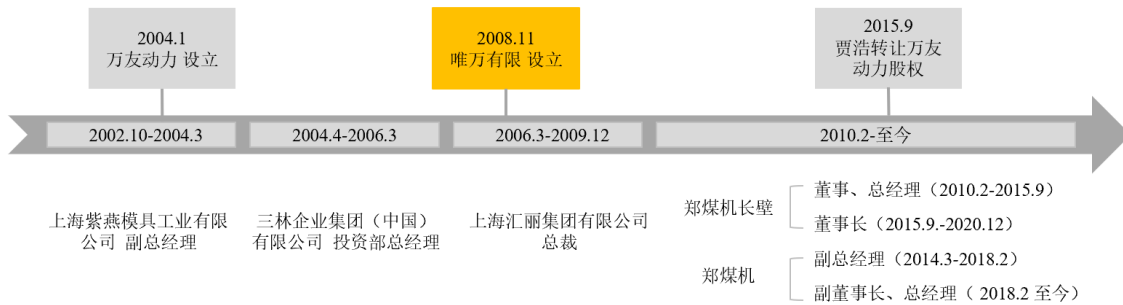 2004.1
万友动力 设立
2008.11
唯万有限 设立
2015.9
贾浩转让万友
动力股权
2002.10-2004.3
2004.4-2006.3
2006.3-2009.12
2010.2-至今
上海紫燕模具工业有限
公司 副总经理
三林企业集团（中国）
有限公司 投资部总经理
上海汇丽集团有限公司
总裁
郑煤机长壁
董事、总经理（2010.2-2015.9）
董事长（2015.9.-2020.12）
郑煤机
副总经理（2014.3-2018.2）
副董事长、总经理（ 2018.2 至今）